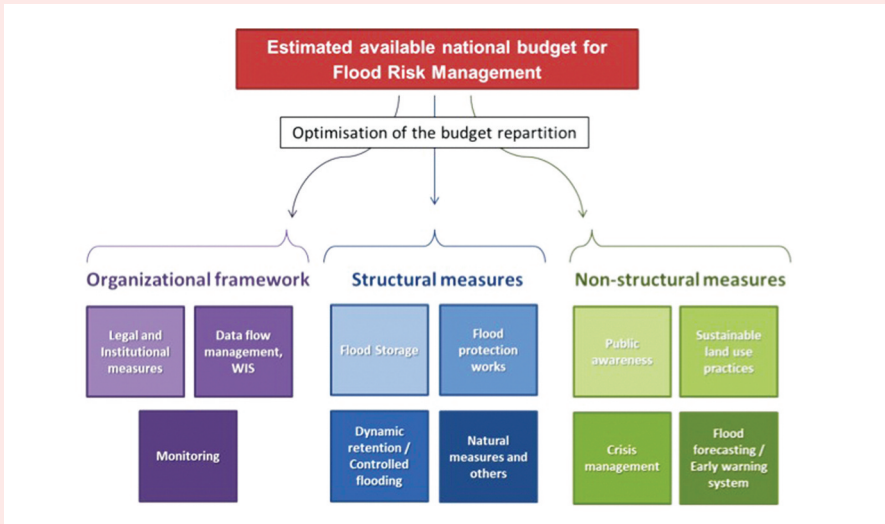 Estimated available national budget for
Flood Risk Management
Optimisation of the budget repartition
Organizational framework
Structural measures
Non-structural measures
Legal and
Institutional
measures
Data flow
management,
WIS
Monitoring
Flood Storage
Flood
protection
works
Dynamic
retention /
Controlled
flooding
Natural
measures and
others
Public
awareness
Sustainable
land use
practices
Crisis
management
Flood
forecasting /
Early warning
system